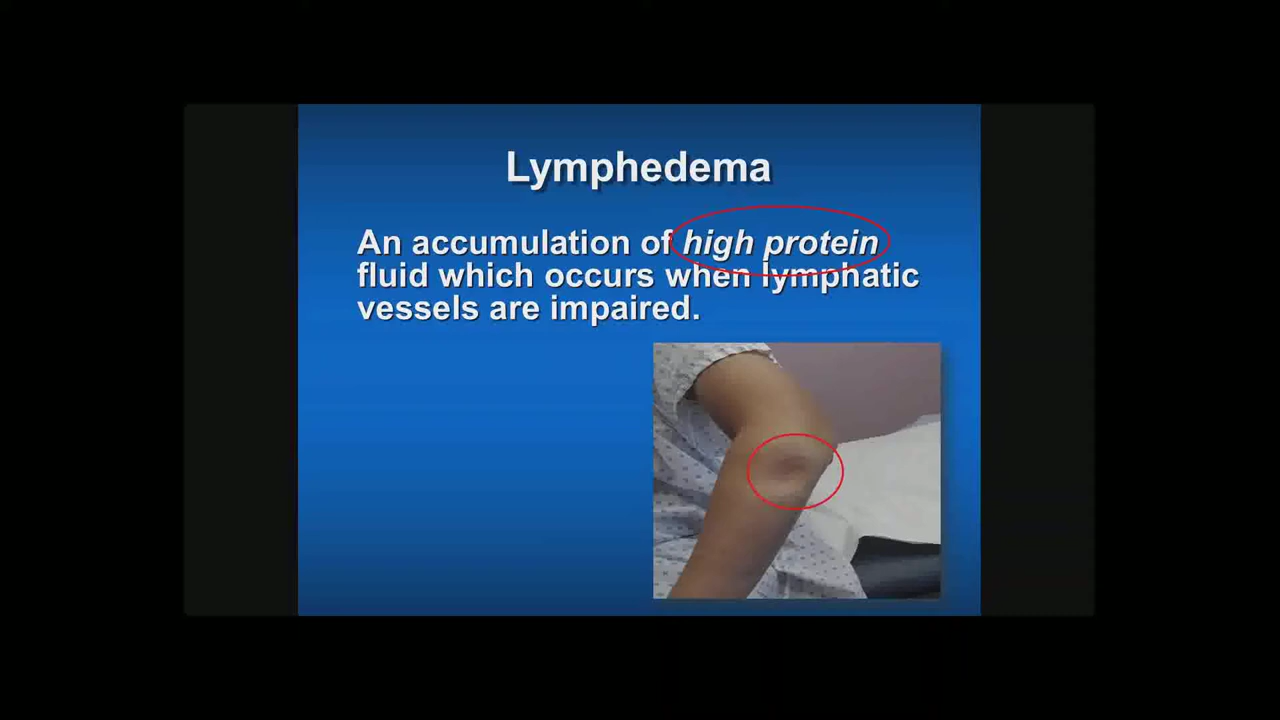 Lymphedema
An accumulation of high protein
fluid which occurs when lymphatic
vessels are impaired.